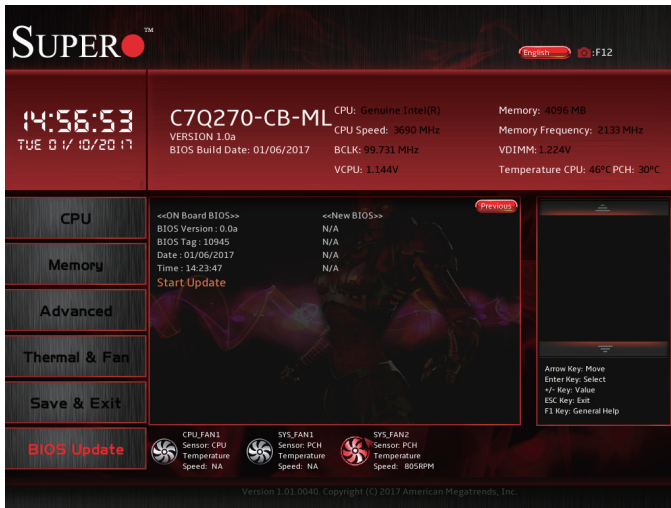 SUPER TM
English :F12
14:56:53
TUE 01/10/2017
C7Q270-CB-ML
VERSION 1.0a
BIOS Build Date: 01/06/2017
CPU: Genuine Intel(R)
CPU Speed: 3690 MHz
BCLK: 99.731 MHz
VCPU: 1.144V
Memory: 4096 MB
Memory Frequency: 2133 MHz
VDIMM: 1.224V
Temperature CPU: 46°C PCH: 30°C
CPU
Memory
Advanced
Thermal & Fan
Save & Exit
BIOS Update
Previous
<<ON Board BIOS>> <<New BIOS>>
BIOS Version : 0.0a N/A
BIOS Tag : 10945 N/A
Date : 01/06/2017 N/A
Time : 14:23:47 N/A
Start Update
Arrow Key: Move
Enter Key: Select
+/- Key: Value
ESC Key: Exit
F1 Key: General Help
CPU_FAN1
Sensor: CPU
Temperature
Speed: NA
SYS_FAN1
Sensor: PCH
Temperature
Speed: NA
SYS_FAN2
Sensor: PCH
Temperature
Speed: 805RPM
Version 1.01.0040. Copyright (C) 2017 American Megatrends, Inc.